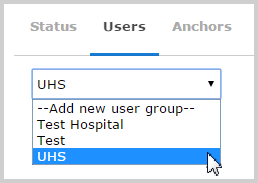 Status Users Anchors
UHS
--Add new user group--
Test Hospital
Test
UHS